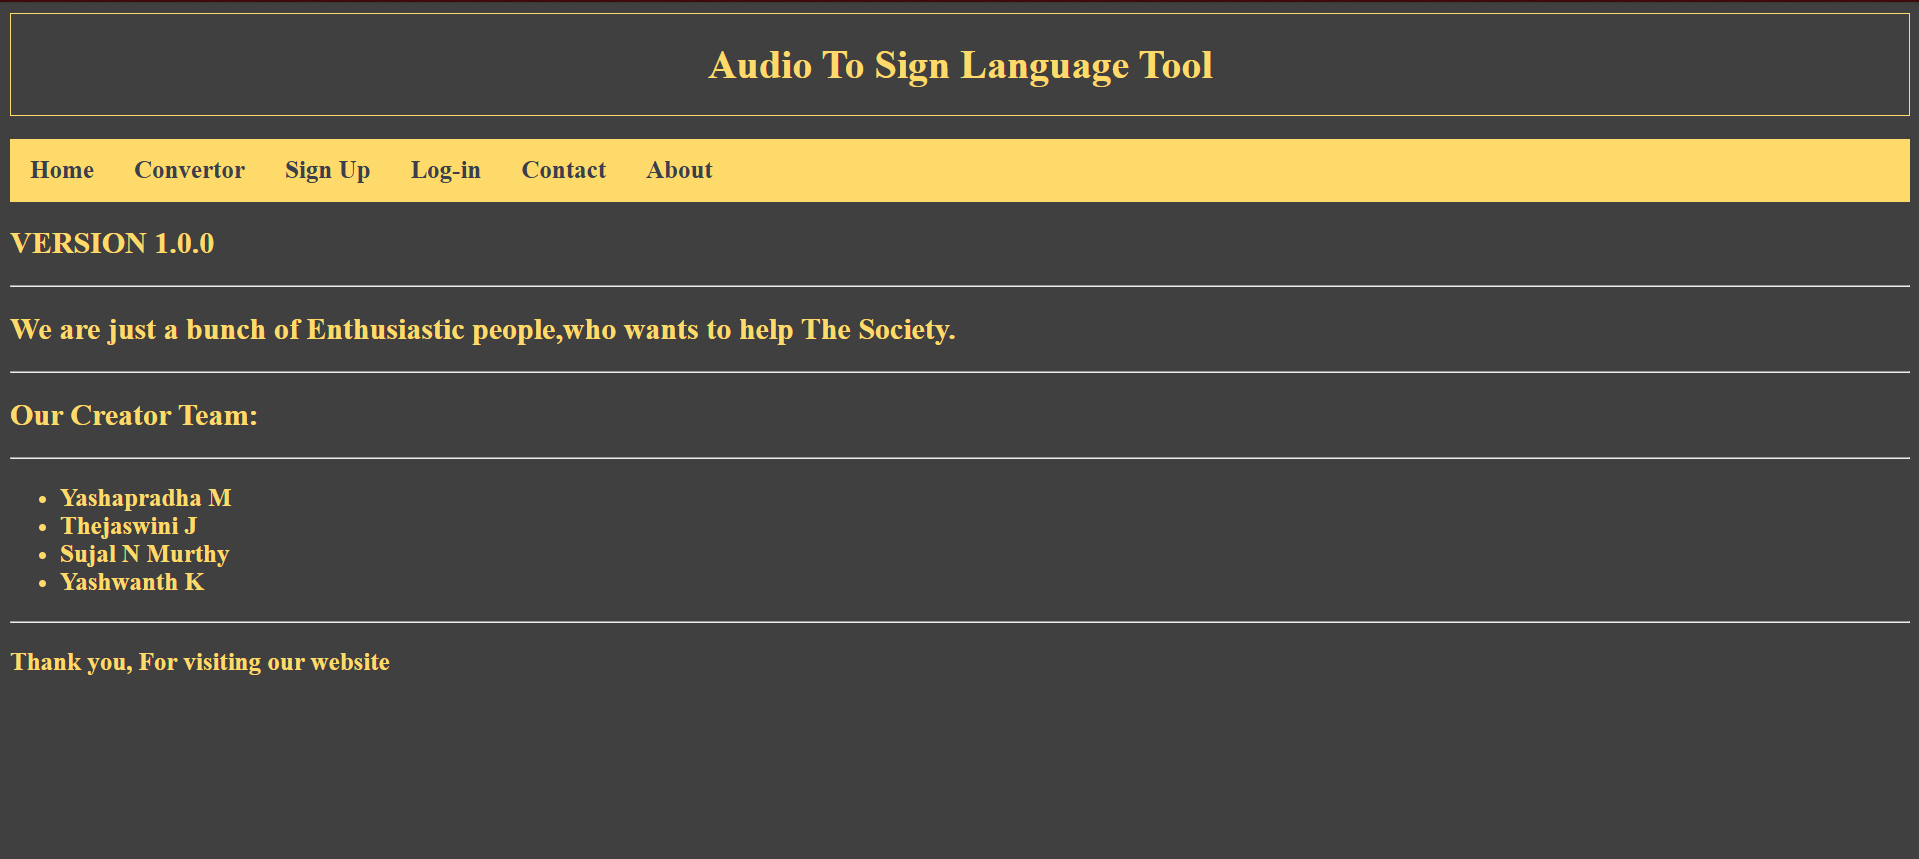 Audio To Sign Language Tool
Home Convertor Sign Up Log-in Contact About
VERSION 1.0.0
We are just a bunch of Enthusiastic people,who wants to help The Society.
Our Creator Team:
• Yashapradha M
• Thejaswini J
• Sujal N Murthy
• Yashwanth K
Thank you, For visiting our website